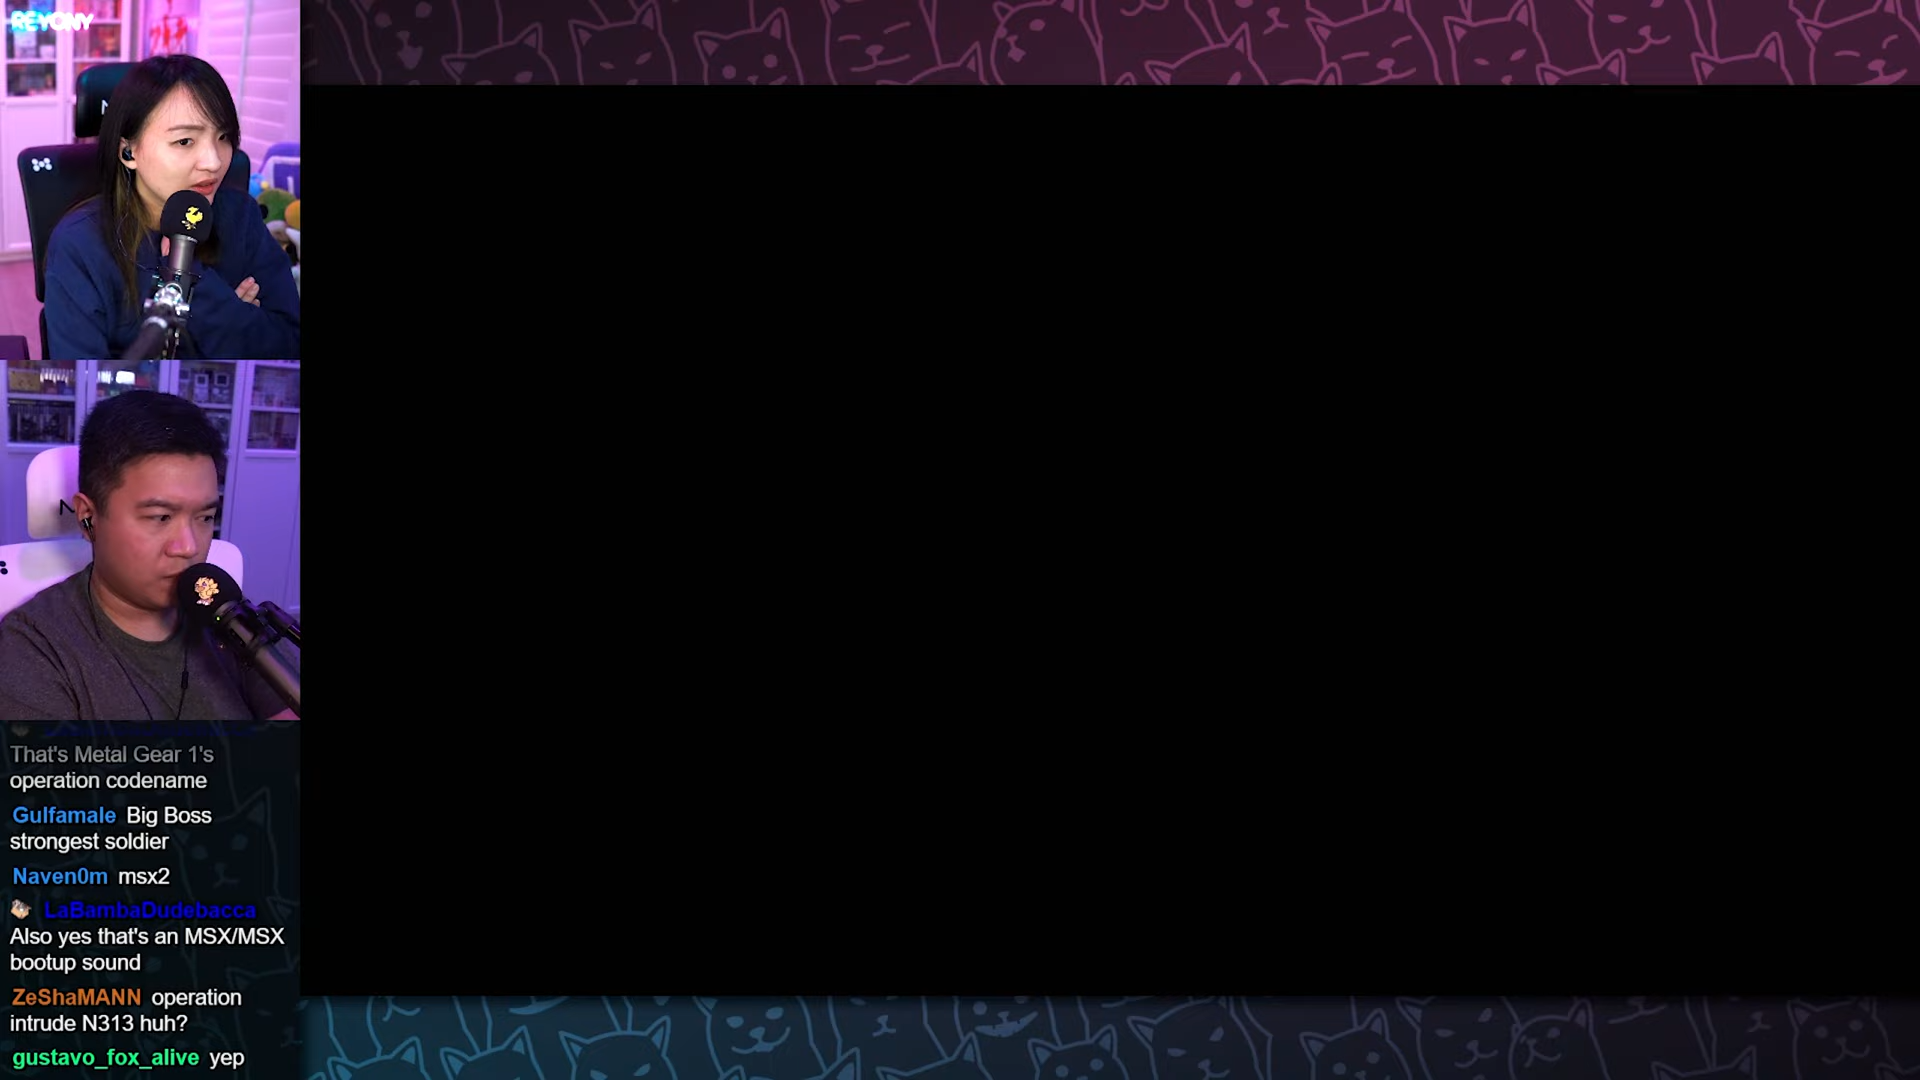 REYONY
That's Metal Gear 1's
operation codename
Gulfamale Big Boss
strongest soldier
Naven0m msx2
LaBambaDudebacca
Also yes that's an MSX/MSX
bootup sound
ZeShaMANN operation
intrude N313 huh?
gustavo_fox_alive yep